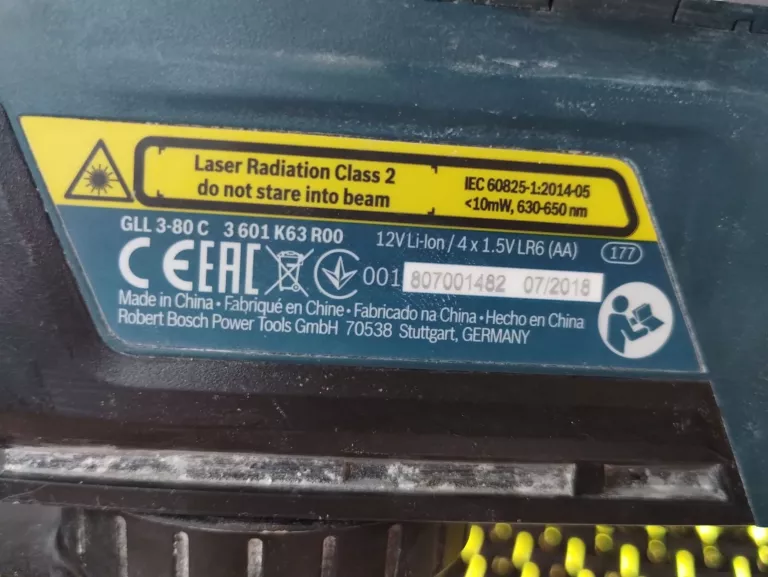 Laser Radiation Class 2
do not stare into beam
IEC 60825-1:2014-05
<10mW, 630-650 nm
GLL 3-80 C 3 601 K63 R00
12V Li-Ion / 4 x 1.5V LR6 (AA)
177
CE EAC 001 807001482 07/2018
Made in China • Fabriqué en Chine • Fabricado na China • Hecho en China
Robert Bosch Power Tools GmbH 70538 Stuttgart, GERMANY